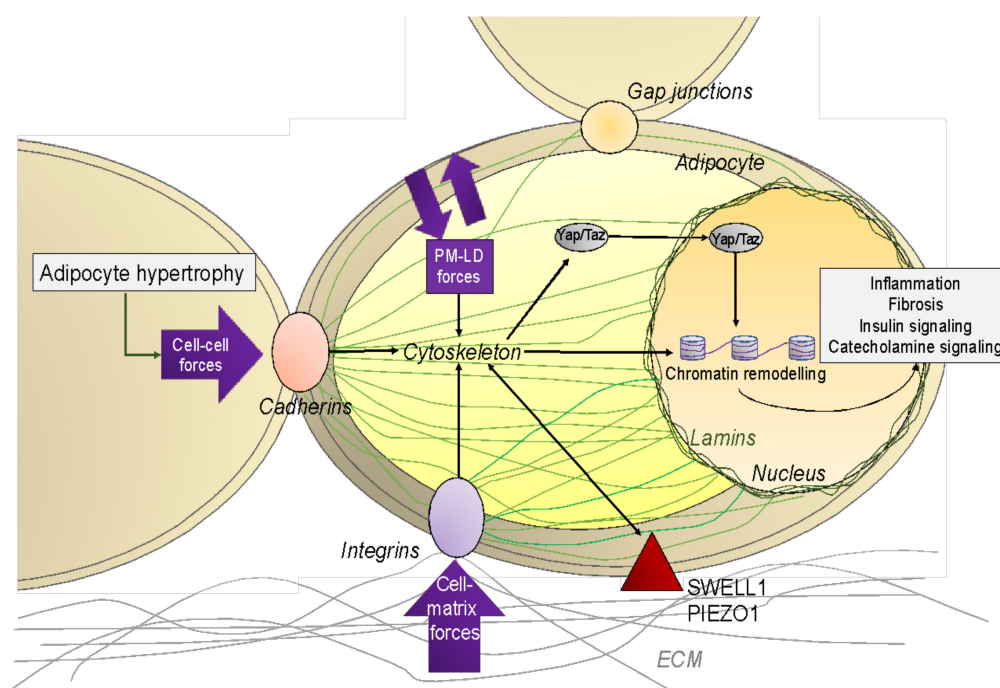 Gap junctions
Adipocyte
Yap/Taz
Yap/Taz
PM-LD
forces
Adipocyte hypertrophy
Inflammation
Fibrosis
Insulin signaling
Catecholamine signaling
Cell-cell
forces
Cytoskeleton
Chromatin remodelling
Cadherins
Lamins
Nucleus
Integrins
Cell-
matrix
forces
SWELL1
PIEZO1
ECM